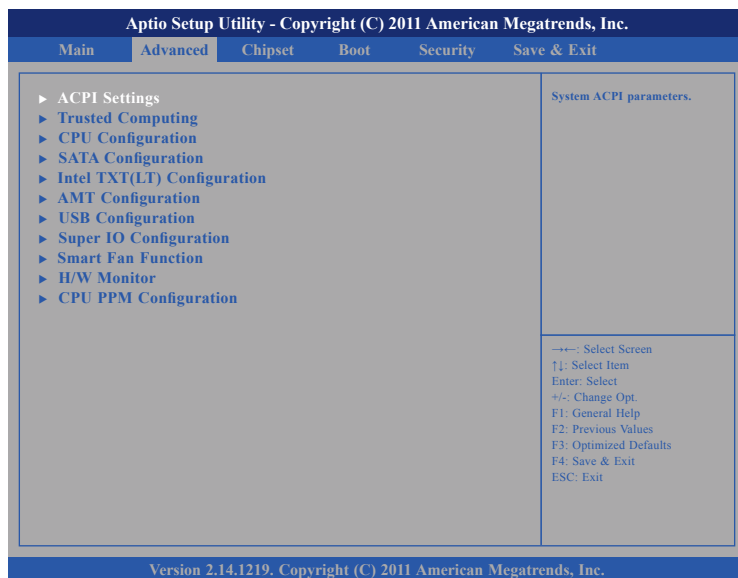 Aptio Setup Utility - Copyright (C) 2011 American Megatrends, Inc.
Main Advanced Chipset Boot Security Save & Exit
► ACPI Settings
► Trusted Computing
► CPU Configuration
► SATA Configuration
► Intel TXT(LT) Configuration
► AMT Configuration
► USB Configuration
► Super IO Configuration
► Smart Fan Function
► H/W Monitor
► CPU PPM Configuration
System ACPI parameters.
→←: Select Screen
↑↓: Select Item
Enter: Select
+/-: Change Opt.
F1: General Help
F2: Previous Values
F3: Optimized Defaults
F4: Save & Exit
ESC: Exit
Version 2.14.1219. Copyright (C) 2011 American Megatrends, Inc.